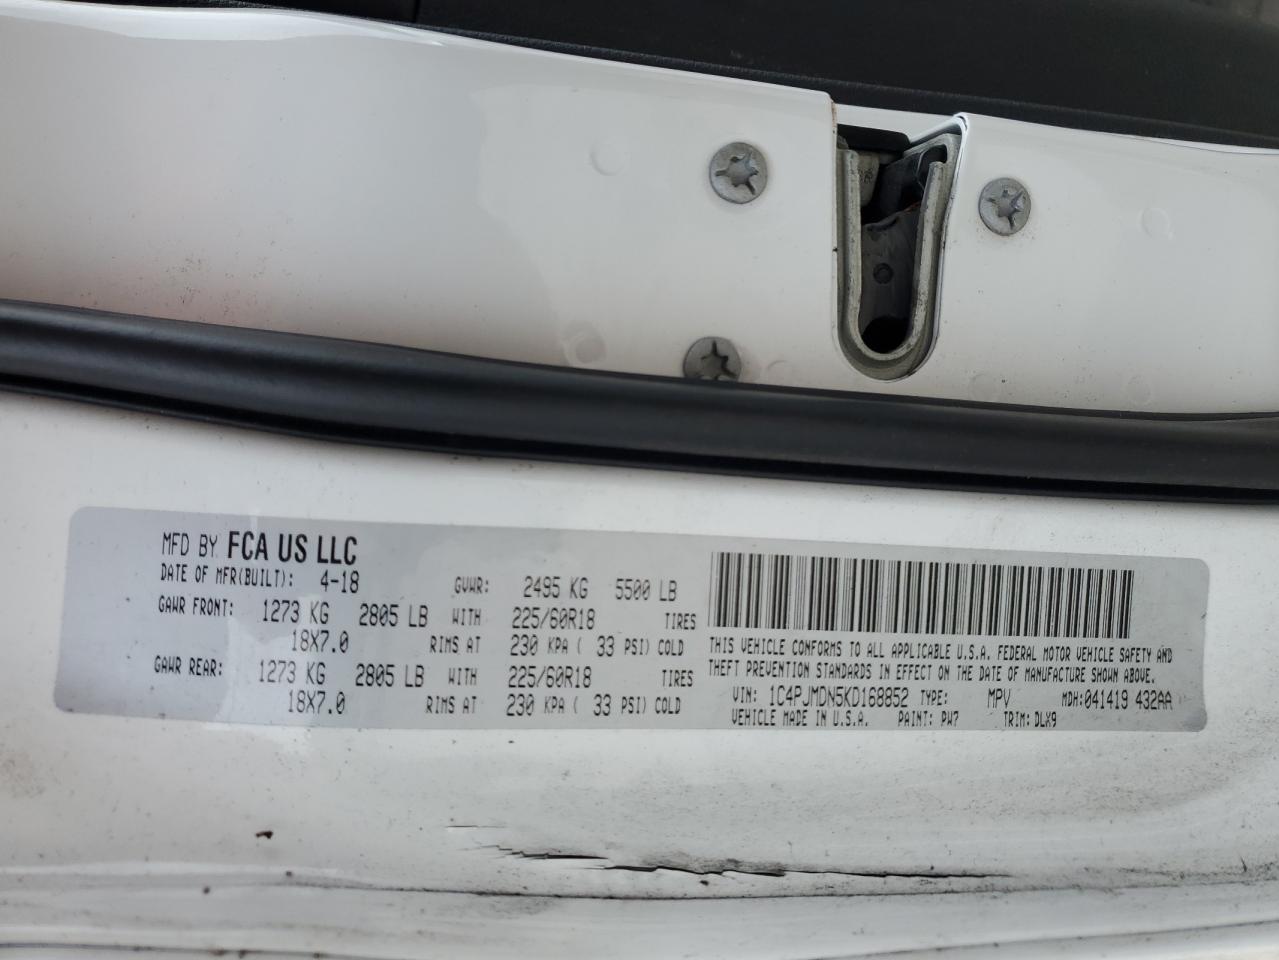 MFD BY FCA US LLC
DATE OF MFR(BUILT): 4-18 GVWR: 2495 KG 5500 LB
GAWR FRONT: 1273 KG 2805 LB WITH 225/60R18 TIRES
18X7.0 RIMS AT 230 KPA ( 33 PSI) COLD
GAWR REAR: 1273 KG 2805 LB WITH 225/60R18 TIRES
18X7.0 RIMS AT 230 KPA ( 33 PSI) COLD
THIS VEHICLE CONFORMS TO ALL APPLICABLE U.S.A. FEDERAL MOTOR VEHICLE SAFETY AND
THEFT PREVENTION STANDARDS IN EFFECT ON THE DATE OF MANUFACTURE SHOWN ABOVE.
VIN: 1C4PJMDN5KD168852 TYPE: MPV MDH:041419 432AA
VEHICLE MADE IN U.S.A. PAINT: PW7 TRIM: DLX9